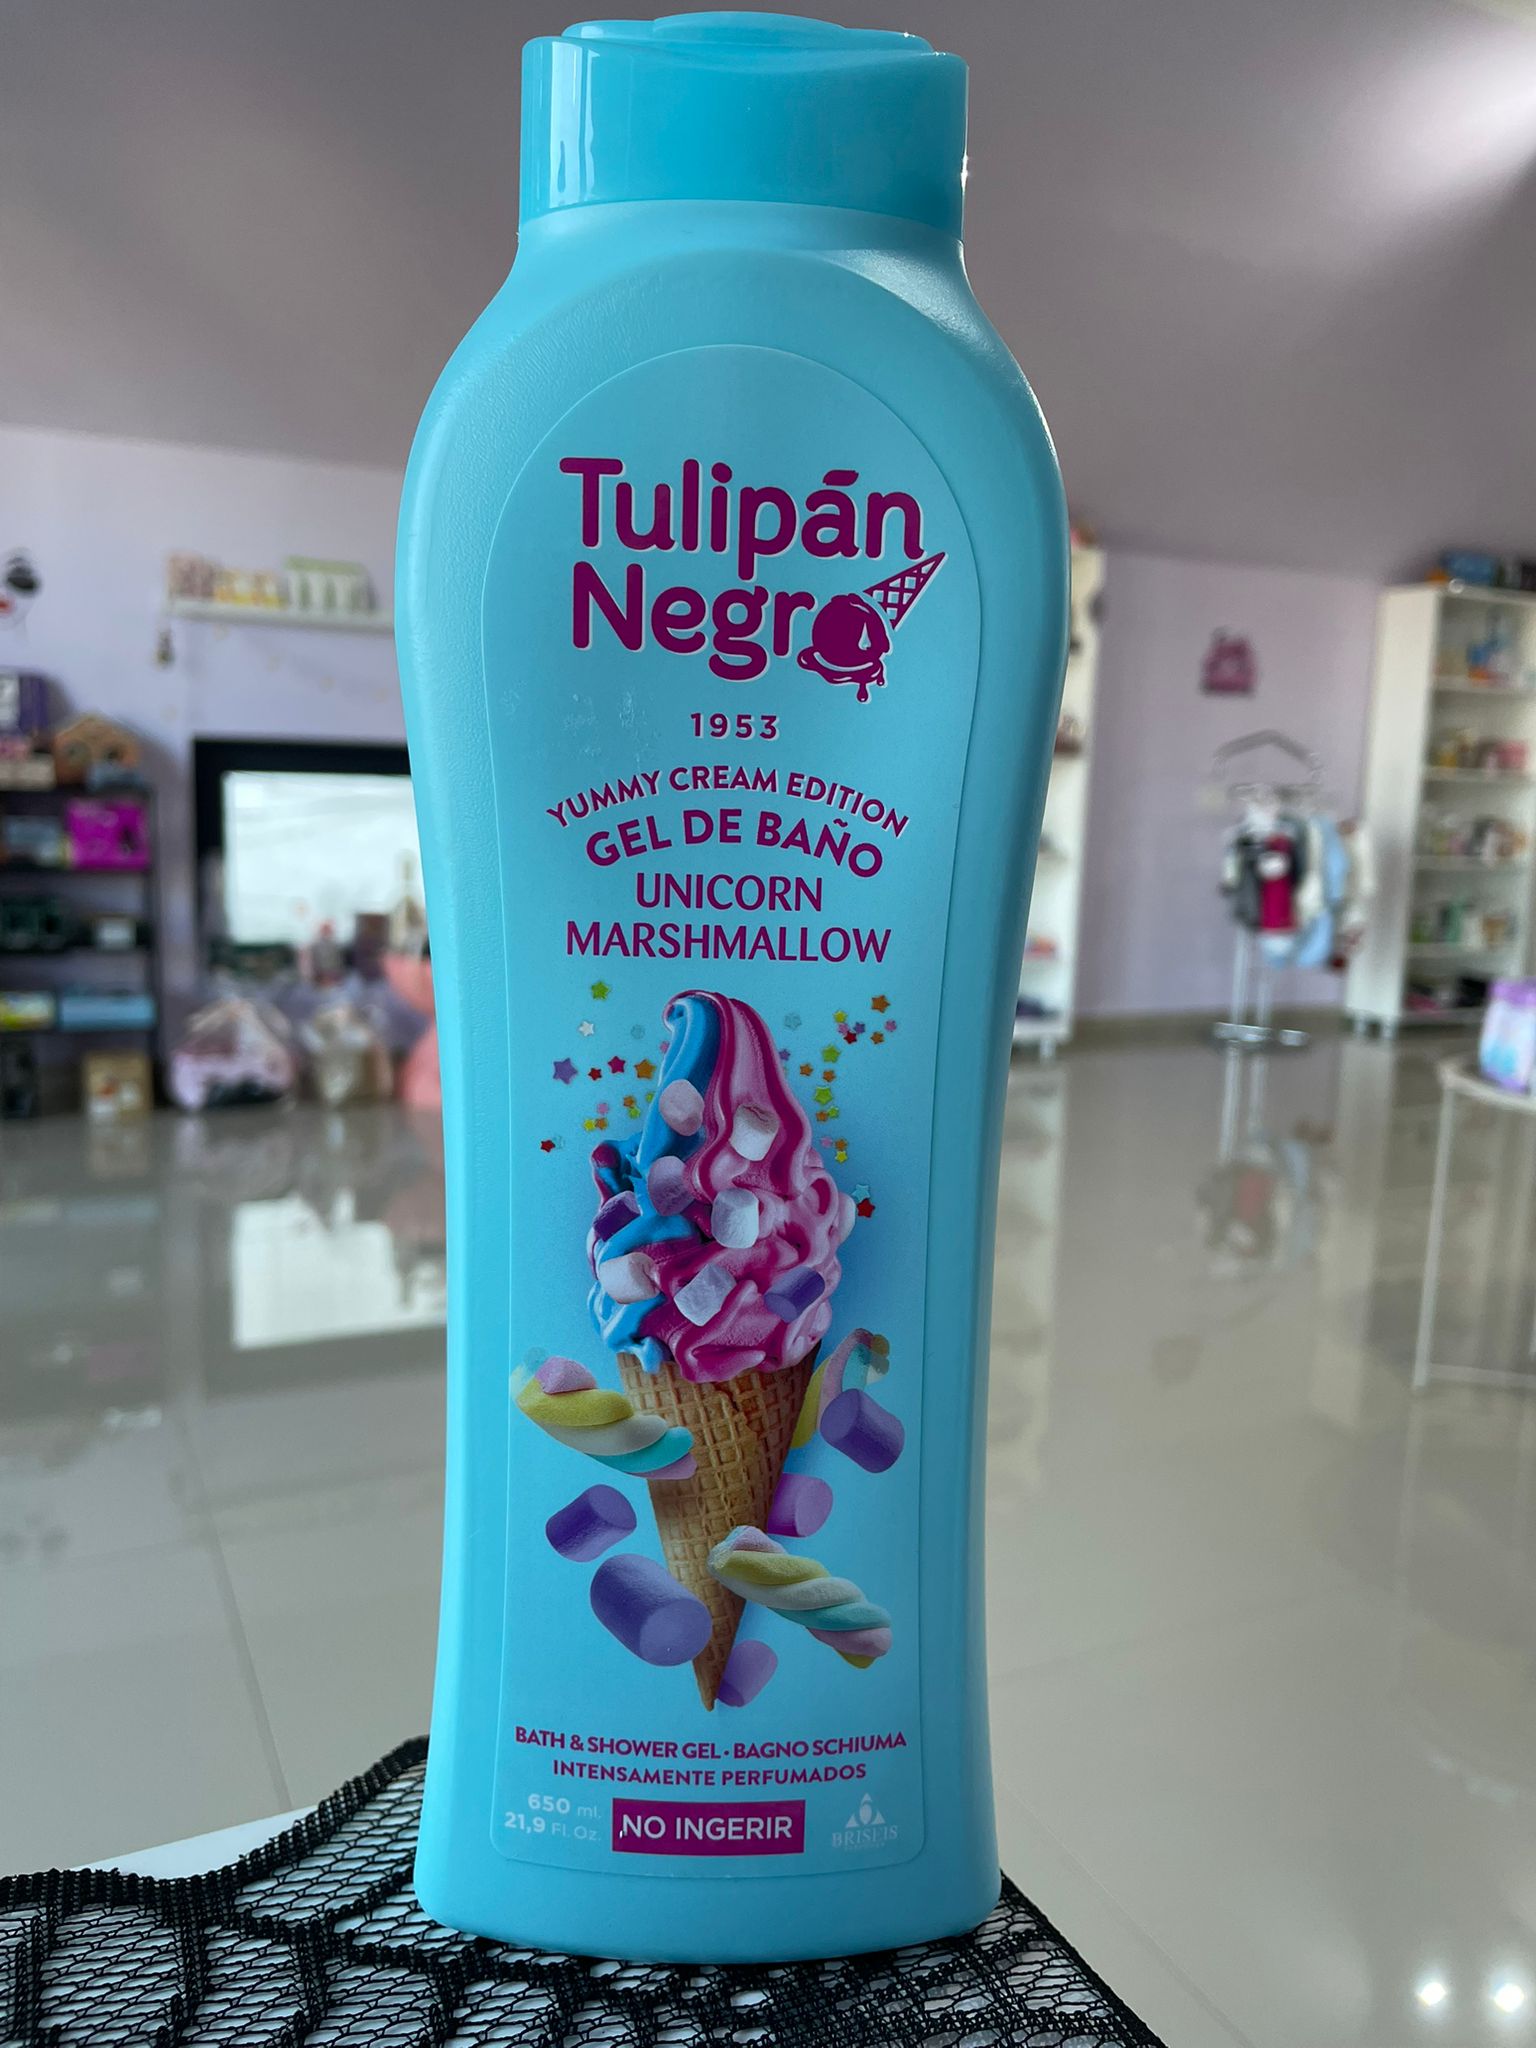 Tulipán
Negro
1953
YUMMY CREAM EDITION
GEL DE BAÑO
UNICORN
MARSHMALLOW
BATH & SHOWER GEL · BAGNO SCHIUMA
INTENSAMENTE PERFUMADOS
650 ml.
21,9 Fl. Oz.
NO INGERIR
BRISEIS